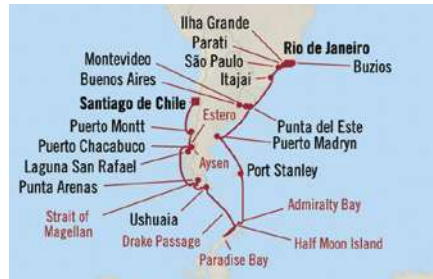 Ilha Grande
Parati
Rio de Janeiro
Montevideo
São Paulo
Buzios
Buenos Aires
Itajai
Santiago de Chile
Estero
Punta del Este
Puerto Montt
Puerto Madryn
Puerto Chacabuco
Aysen
Laguna San Rafael
Port Stanley
Punta Arenas
Admiralty Bay
Strait of
Magellan
Ushuaia
Drake Passage
Half Moon Island
Paradise Bay